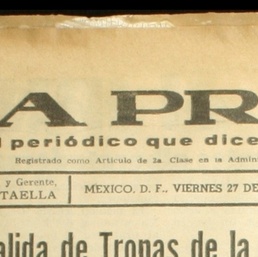 A PR
periódico que dice
Registrado como Artículo de 2a. Clase en la Admin
y Gerente,
TAELLA
MEXICO, D. F., VIERNES 27 DE
alida de Tropas de la